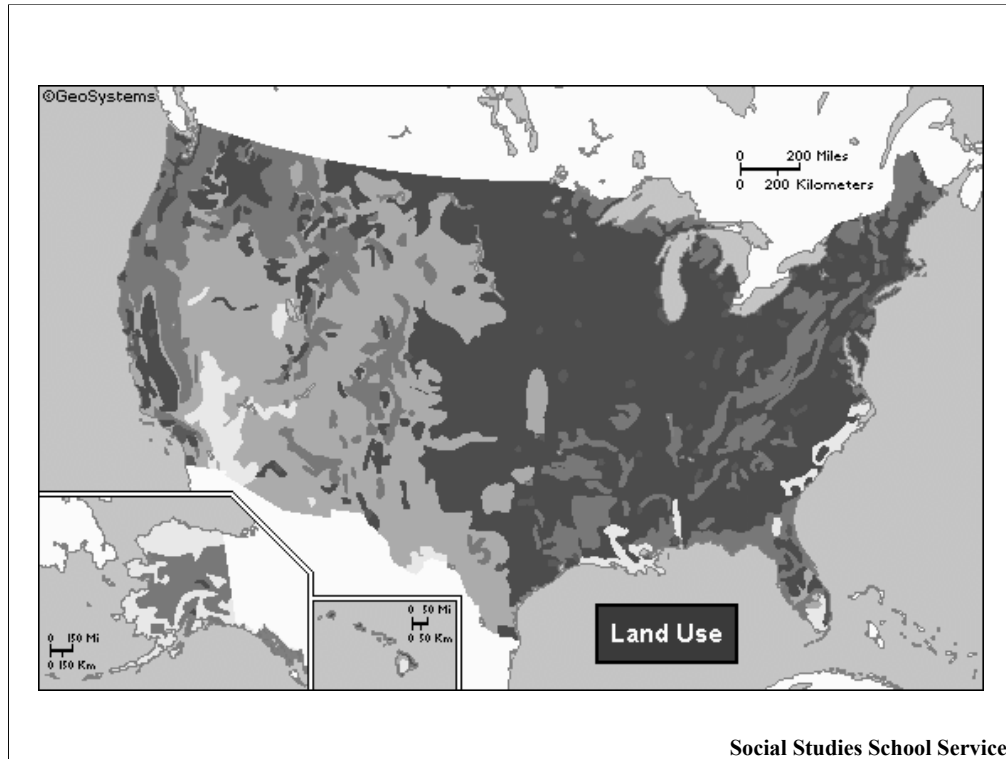 ©GeoSystems
0 200 Miles
0 200 Kilometers
0 150 Mi
0 150 Km
0 50 Mi
0 50 Km
Land Use
Social Studies School Service